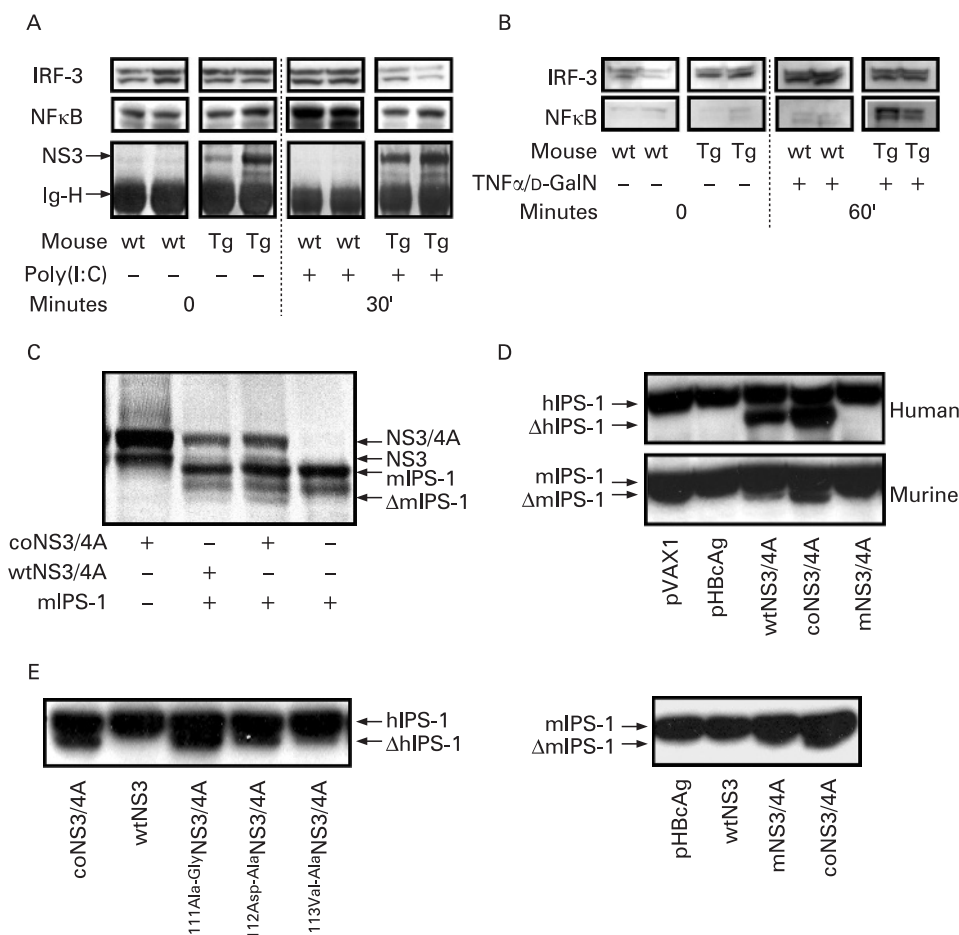 A
IRF-3
NFκB
NS3
Ig-H
Mouse wt wt Tg Tg wt wt Tg Tg
Poly(I:C) – – – – + + + +
Minutes 0 30'
B
IRF-3
NFκB
Mouse wt wt Tg Tg wt wt Tg Tg
TNFα/D-GalN – – – – + + + +
Minutes 0 60'
C
NS3/4A
NS3
mIPS-1
ΔmIPS-1
coNS3/4A + – + –
wtNS3/4A – + – –
mIPS-1 – + + +
D
hIPS-1
ΔhIPS-1
Human
mIPS-1
ΔmIPS-1
Murine
pVAX1
pHBcAg
wtNS3/4A
coNS3/4A
mNS3/4A
E
hIPS-1
ΔhIPS-1
coNS3/4A
wtNS3
111Ala-GlyNS3/4A
112Asp-AlaNS3/4A
113Val-AlaNS3/4A
mIPS-1
ΔmIPS-1
pHBcAg
wtNS3
mNS3/4A
coNS3/4A